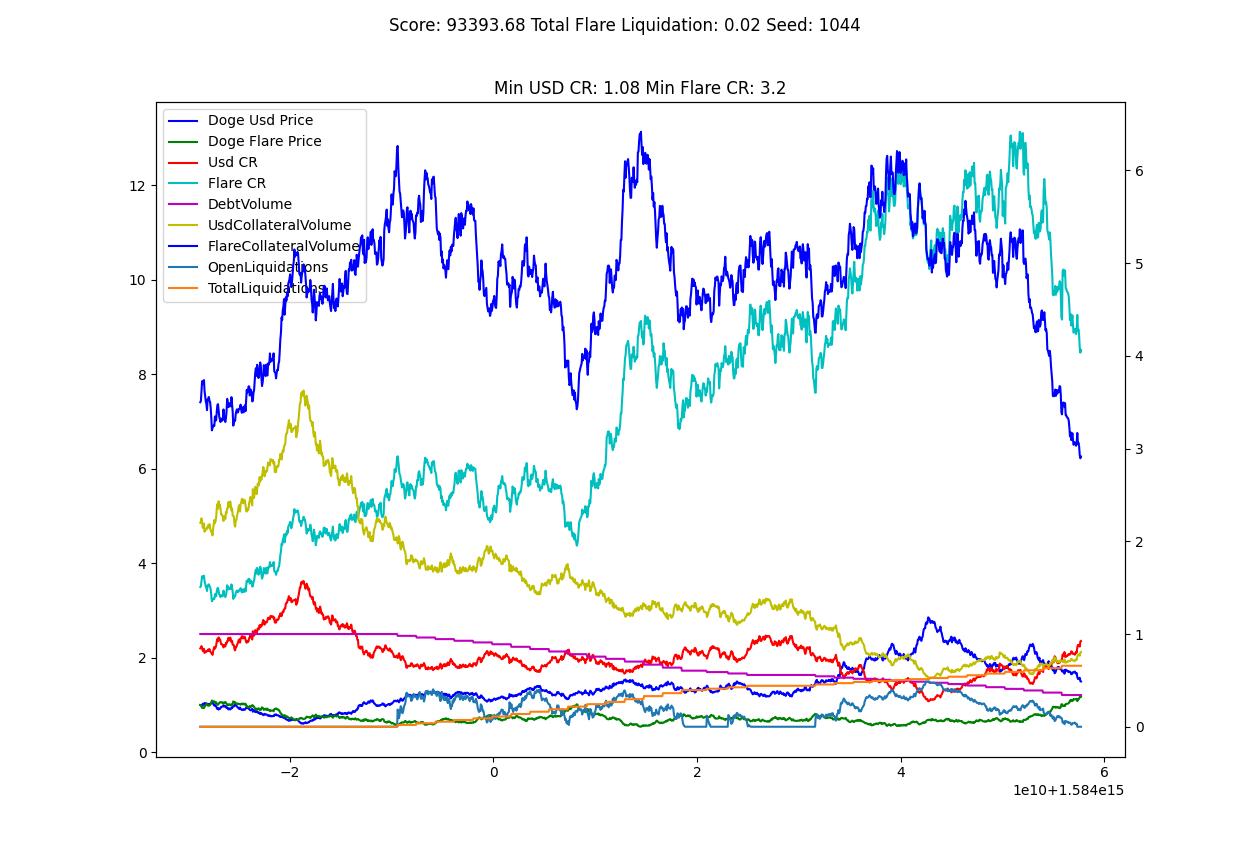 Score: 93393.68 Total Flare Liquidation: 0.02 Seed: 1044
Min USD CR: 1.08 Min Flare CR: 3.2
Doge Usd Price
Doge Flare Price
Usd CR
Flare CR
DebtVolume
UsdCollateralVolume
FlareCollateralVolume
OpenLiquidations
TotalLiquidations
12
10
8
6
4
2
0
6
5
4
3
2
1
0
−2
0
2
4
6
1e10+1.584e15